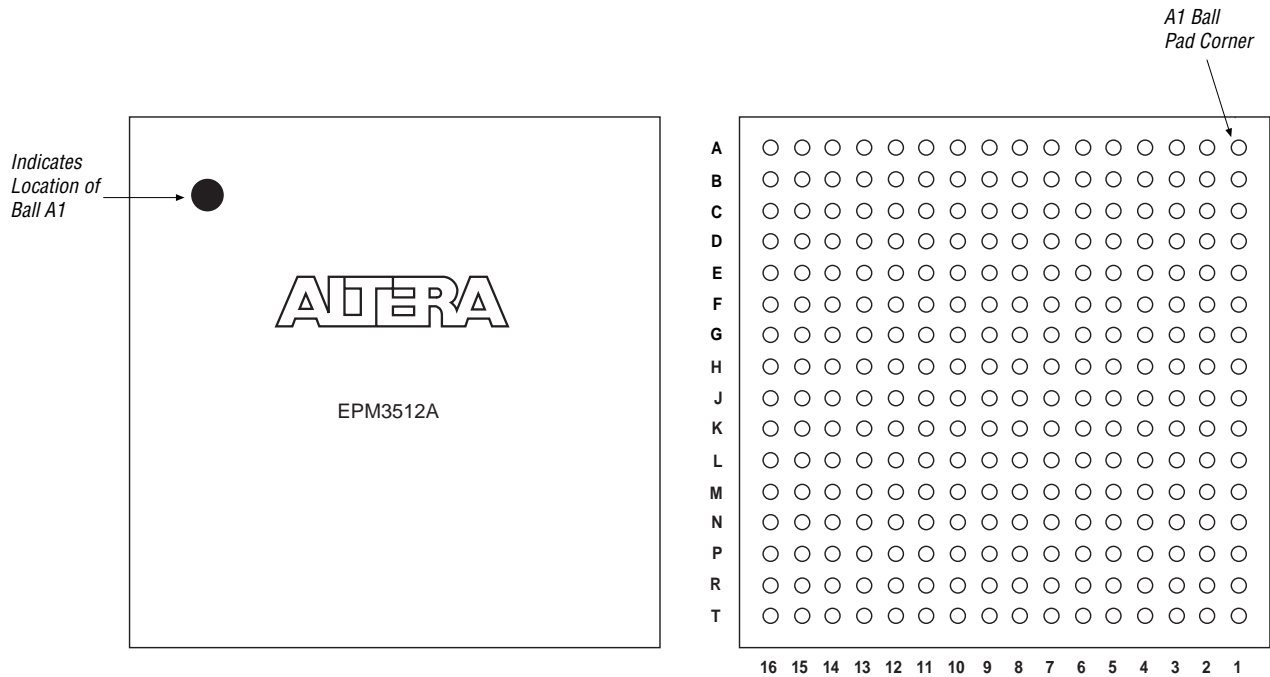 A1 Ball
Pad Corner
Indicates
Location of
Ball A1
ALTERA
EPM3512A
A
B
C
D
E
F
G
H
J
K
L
M
N
P
R
T
16 15 14 13 12 11 10 9 8 7 6 5 4 3 2 1